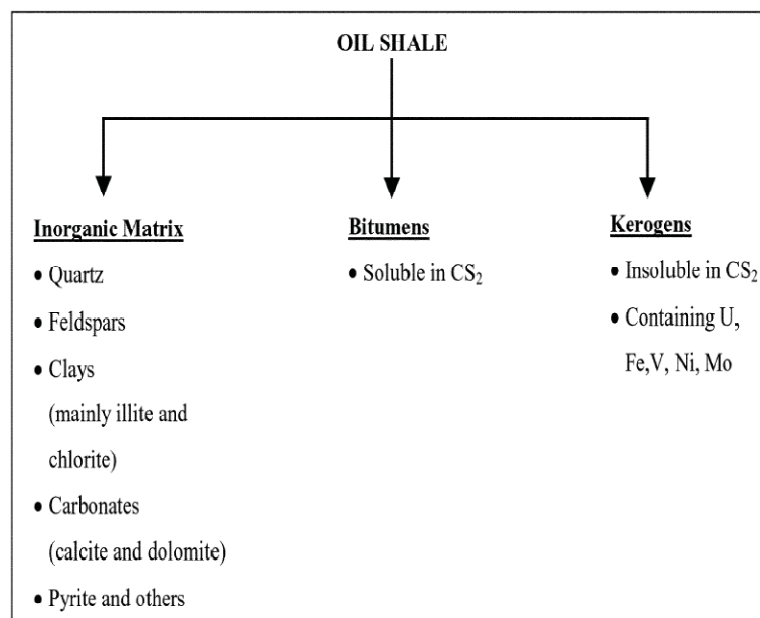 OIL SHALE
Inorganic Matrix
• Quartz
• Feldspars
• Clays
(mainly illite and
chlorite)
• Carbonates
(calcite and dolomite)
• Pyrite and others
Bitumens
• Soluble in CS₂
Kerogens
• Insoluble in CS₂
• Containing U,
Fe,V, Ni, Mo